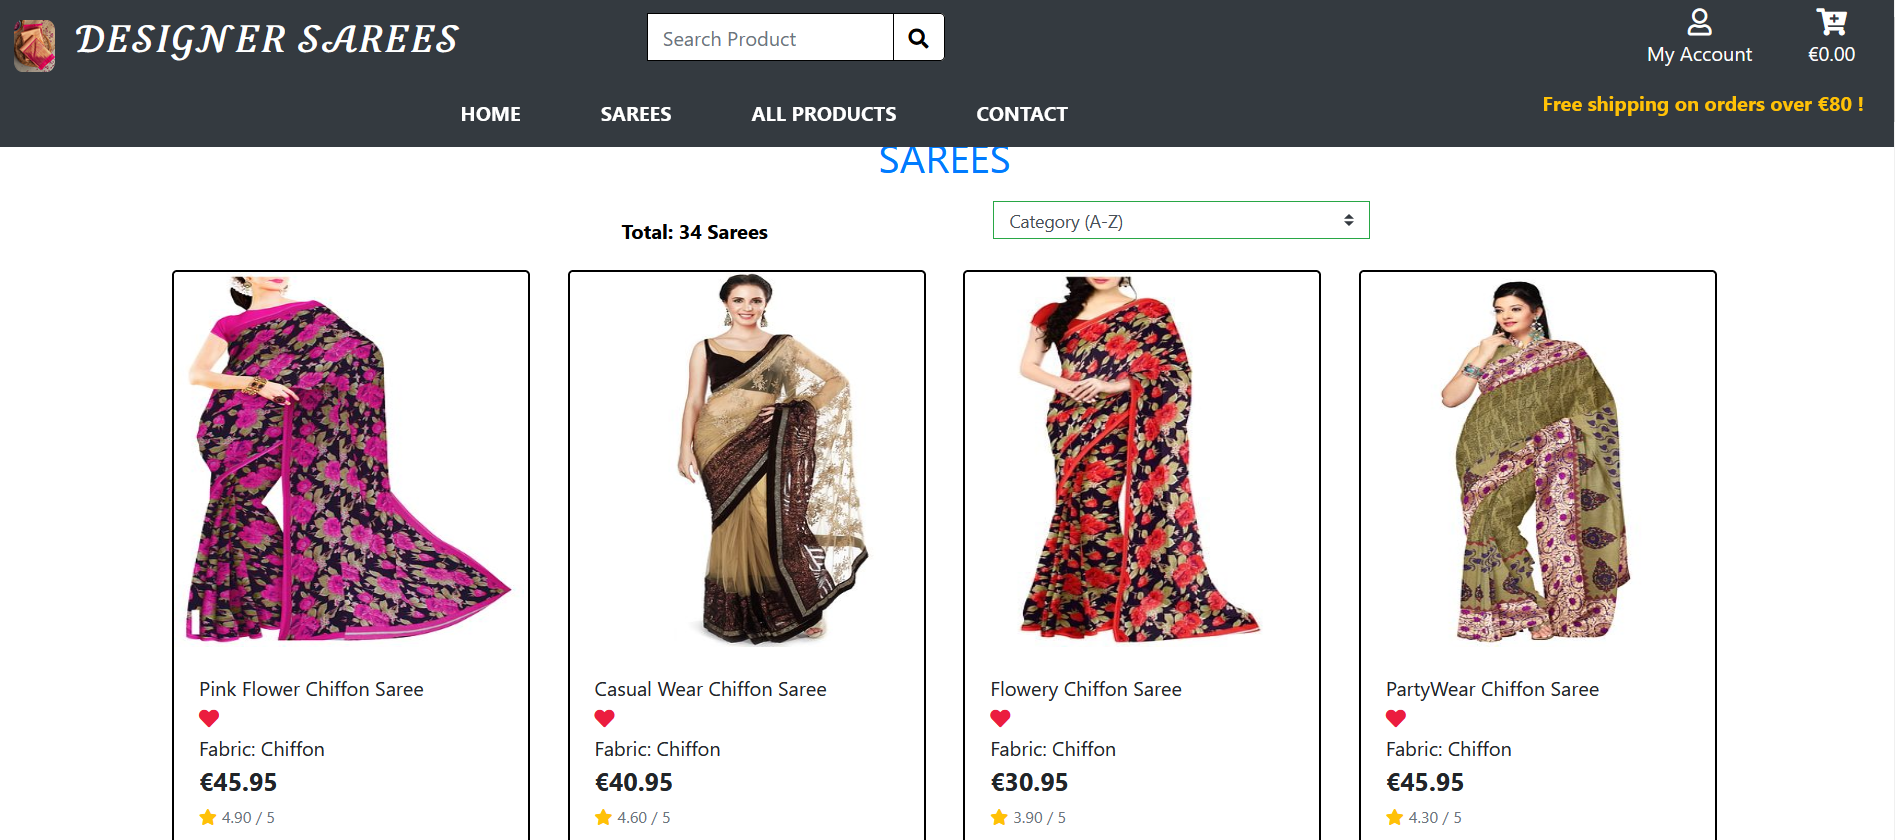 DESIGNER SAREES
Search Product
My Account
€0.00
HOME
SAREES
ALL PRODUCTS
CONTACT
Free shipping on orders over €80 !
SAREES
Total: 34 Sarees
Category (A-Z)
Pink Flower Chiffon Saree
Fabric: Chiffon
€45.95
4.90 / 5
Casual Wear Chiffon Saree
Fabric: Chiffon
€40.95
4.60 / 5
Flowery Chiffon Saree
Fabric: Chiffon
€30.95
3.90 / 5
PartyWear Chiffon Saree
Fabric: Chiffon
€45.95
4.30 / 5